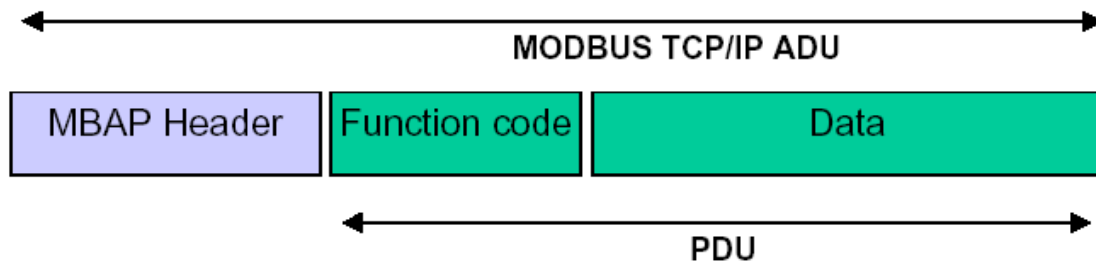 MODBUS TCP/IP ADU
MBAP Header Function code Data
PDU